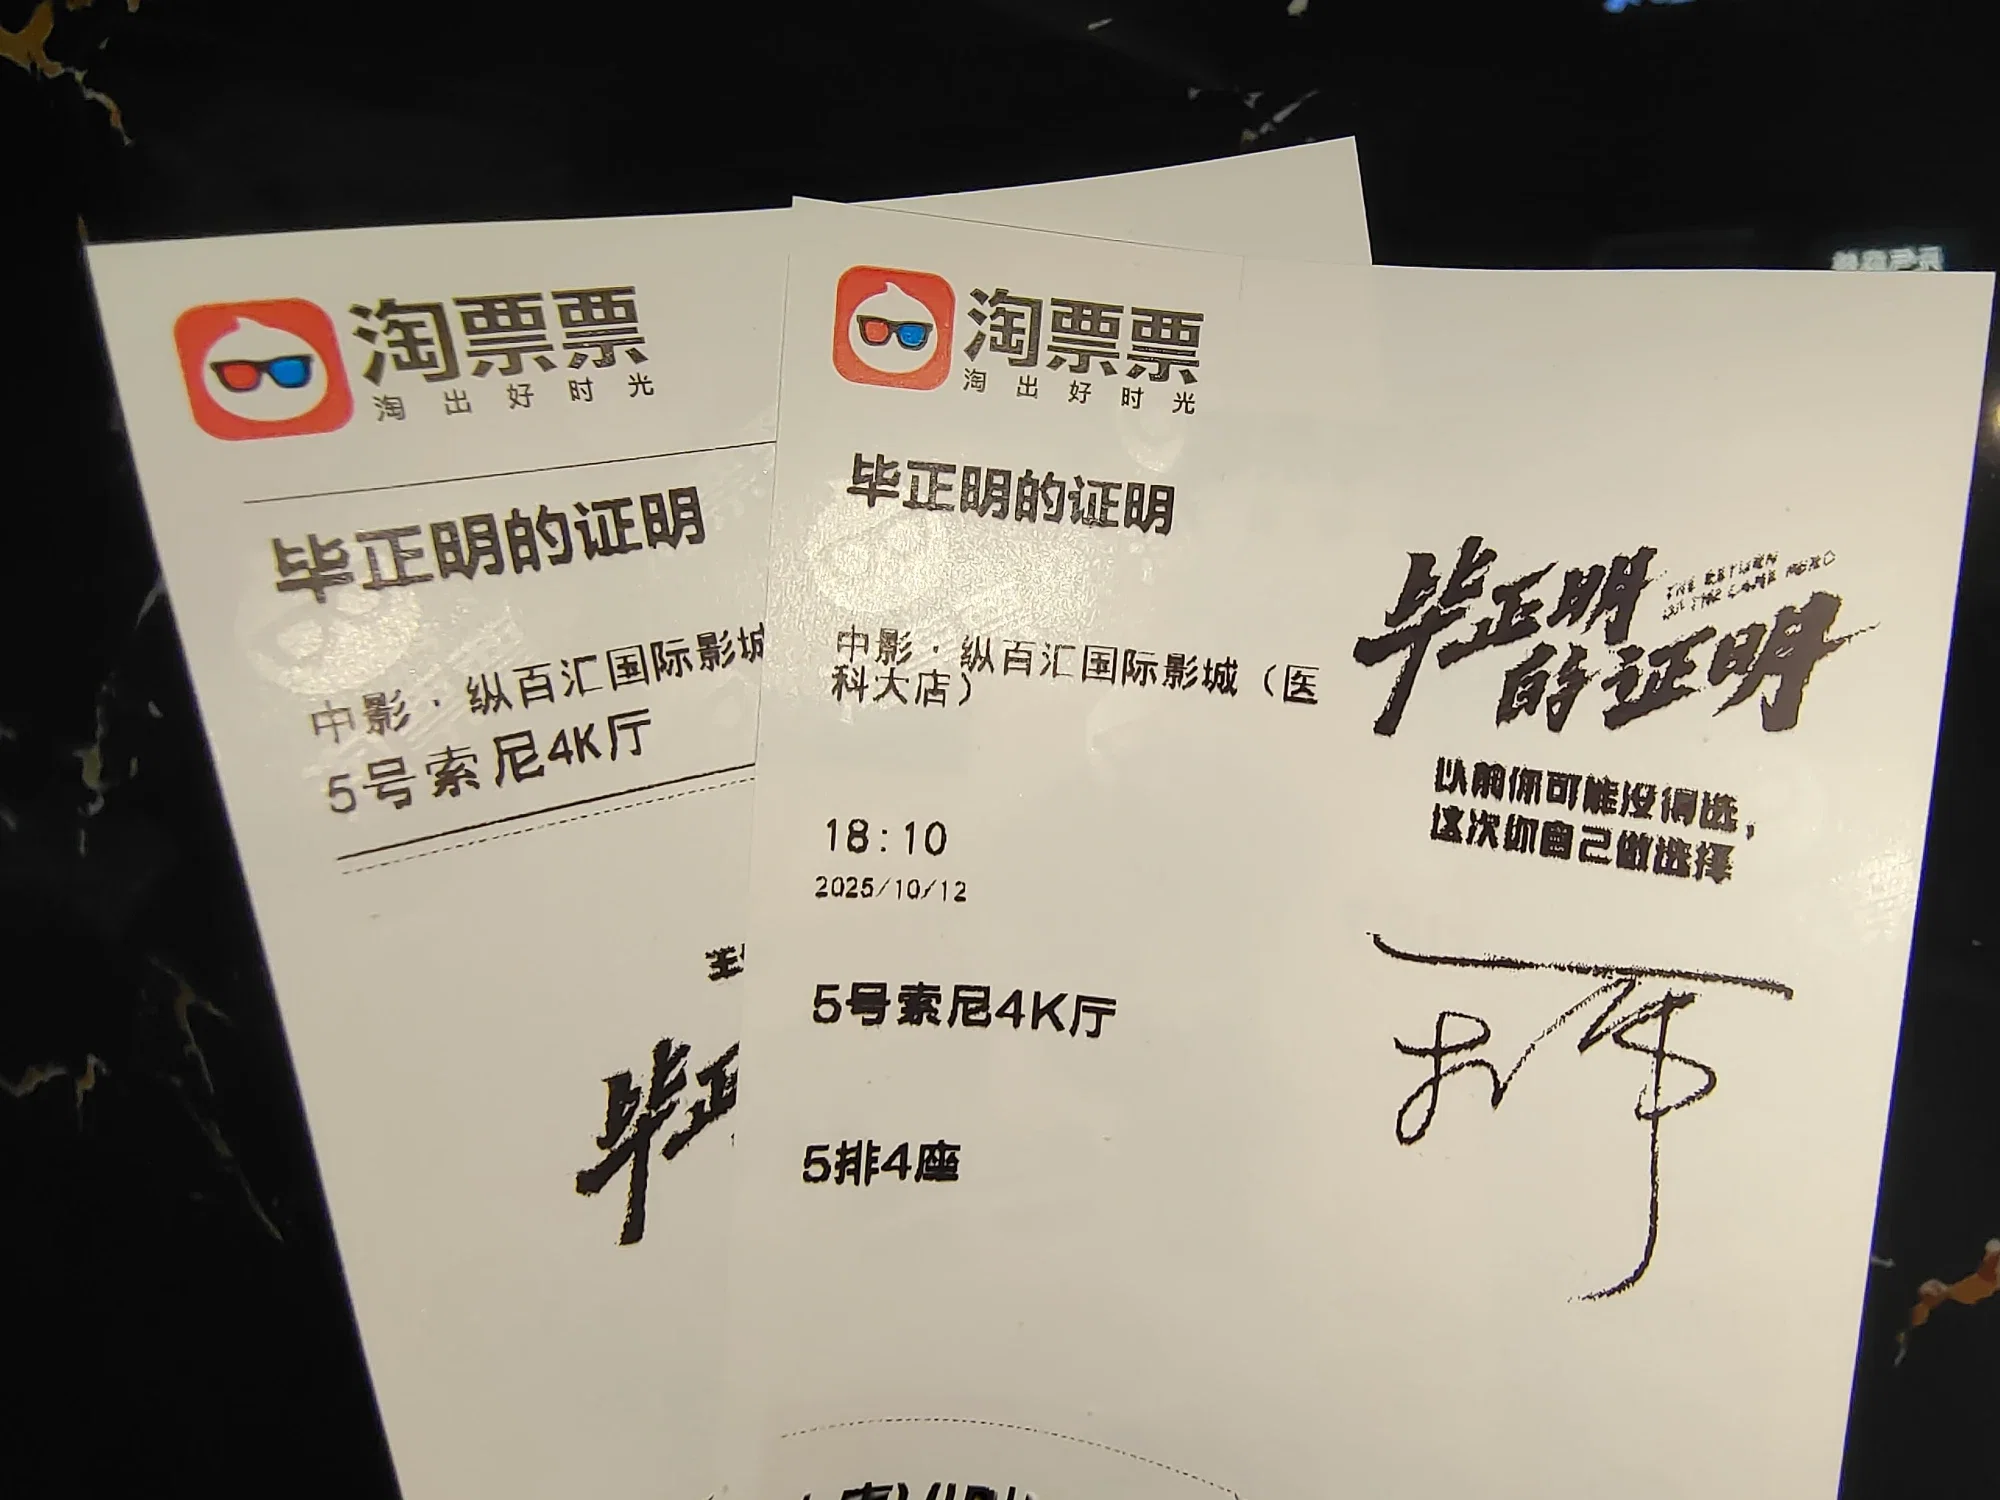 淘票票
淘出好时光
毕正明的证明
中影·纵百汇国际影城
5号索尼4K厅
毕正
淘票票
淘出好时光
毕正明的证明
中影·纵百汇国际影城（医
科大店）
18:10
2025/10/12
5号索尼4K厅
5排4座
毕正明
的证明
以前你可能没得选，
这次你自己做选择